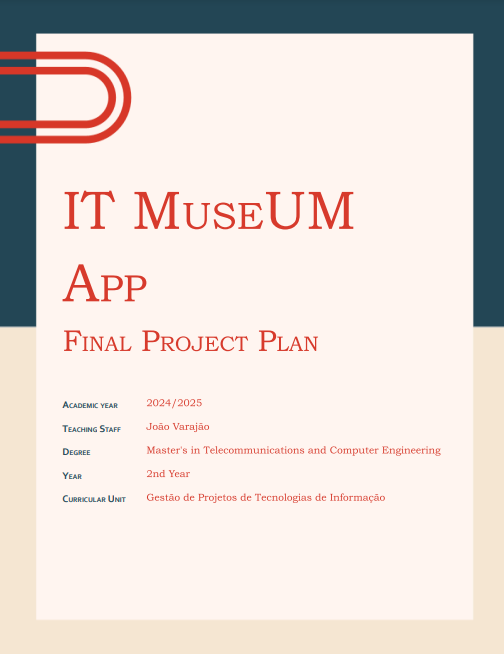 IT MuseUM
App
Final Project Plan
Academic year 2024/2025
Teaching Staff João Varajão
Degree Master's in Telecommunications and Computer Engineering
Year 2nd Year
Curricular Unit Gestão de Projetos de Tecnologias de Informação